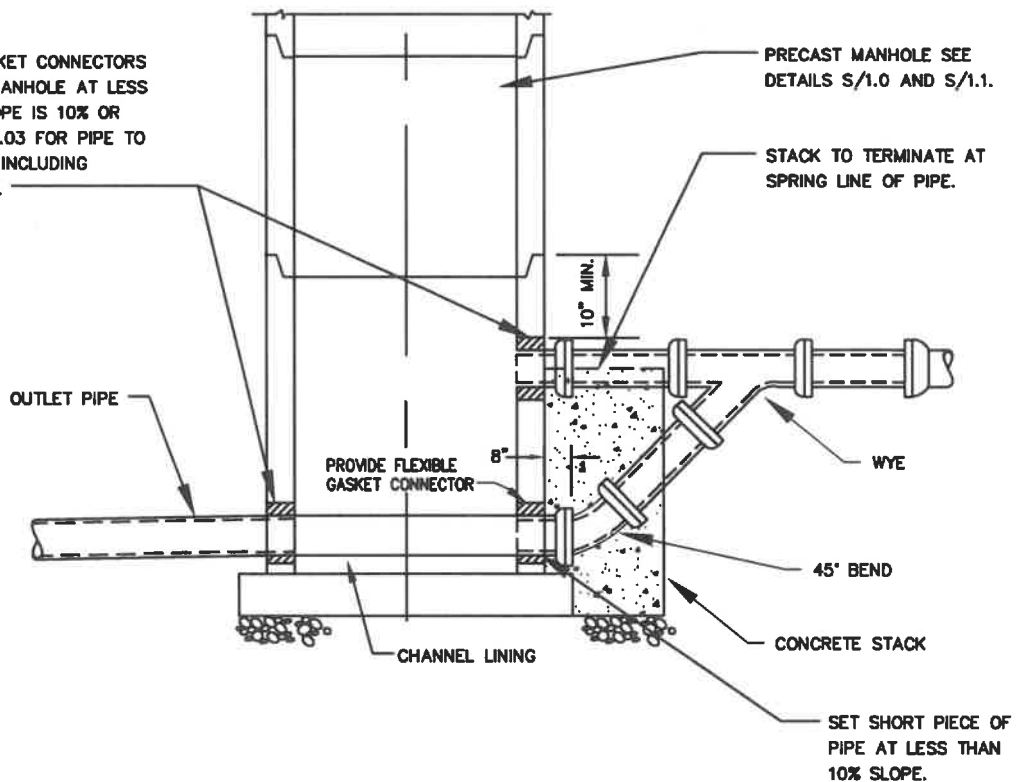 KET CONNECTORS
ANHOLE AT LESS
PE IS 10% OR
.03 FOR PIPE TO
INCLUDING
PRECAST MANHOLE SEE
DETAILS S/1.0 AND S/1.1.
STACK TO TERMINATE AT
SPRING LINE OF PIPE.
10" MIN.
OUTLET PIPE
8"
PROVIDE FLEXIBLE
GASKET CONNECTOR
WYE
45° BEND
CONCRETE STACK
CHANNEL LINING
SET SHORT PIECE OF
PIPE AT LESS THAN
10% SLOPE.